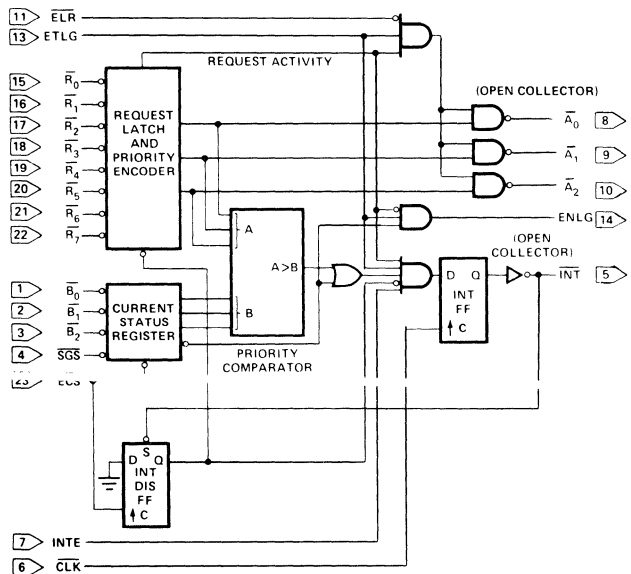 11 ELR
13 ETLG
REQUEST ACTIVITY
(OPEN COLLECTOR)
15 R0
16 R1
17 R2
18 R3
19 R4
20 R5
21 R6
22 R7
REQUEST
LATCH
AND
PRIORITY
ENCODER
A0 8
A1 9
A2 10
ENLG 14
A
A>B
B
(OPEN
COLLECTOR)
D Q
INT
FF
C
INT 5
1 B0
2 B1
3 B2
4 SGS
CURRENT
STATUS
REGISTER
PRIORITY
COMPARATOR
23 ECS
S
D Q
INT
DIS
FF
C
7 INTE
6 CLK